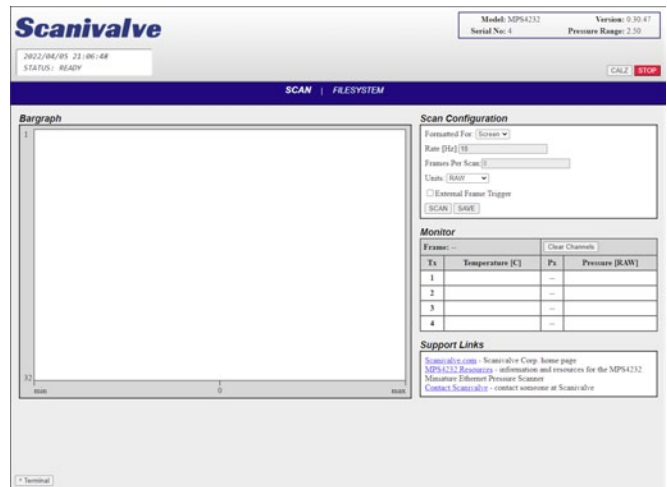 Scanivalve
Model: MPS4232 Version: 0.30.47
Serial No: 4 Pressure Range: 2.50
2022/04/05 21:06:48
STATUS: READY
CALZ STOP
SCAN | FILESYSTEM
Bargraph
1
32
min 0 max
Scan Configuration
Formatted For: Screen
Rate [Hz]: 10
Frames Per Scan: 0
Units: RAW
External Frame Trigger
SCAN SAVE
Monitor
Frame: -- Clear Channels
Tx Temperature [C] Px Pressure [RAW]
1 --
2 --
3 --
4 --
Support Links
Scanivalve.com - Scanivalve Corp. home page
MPS4232 Resources - information and resources for the MPS4232
Miniature Ethernet Pressure Scanner
Contact Scanivalve - contact someone at Scanivalve
^ Terminal